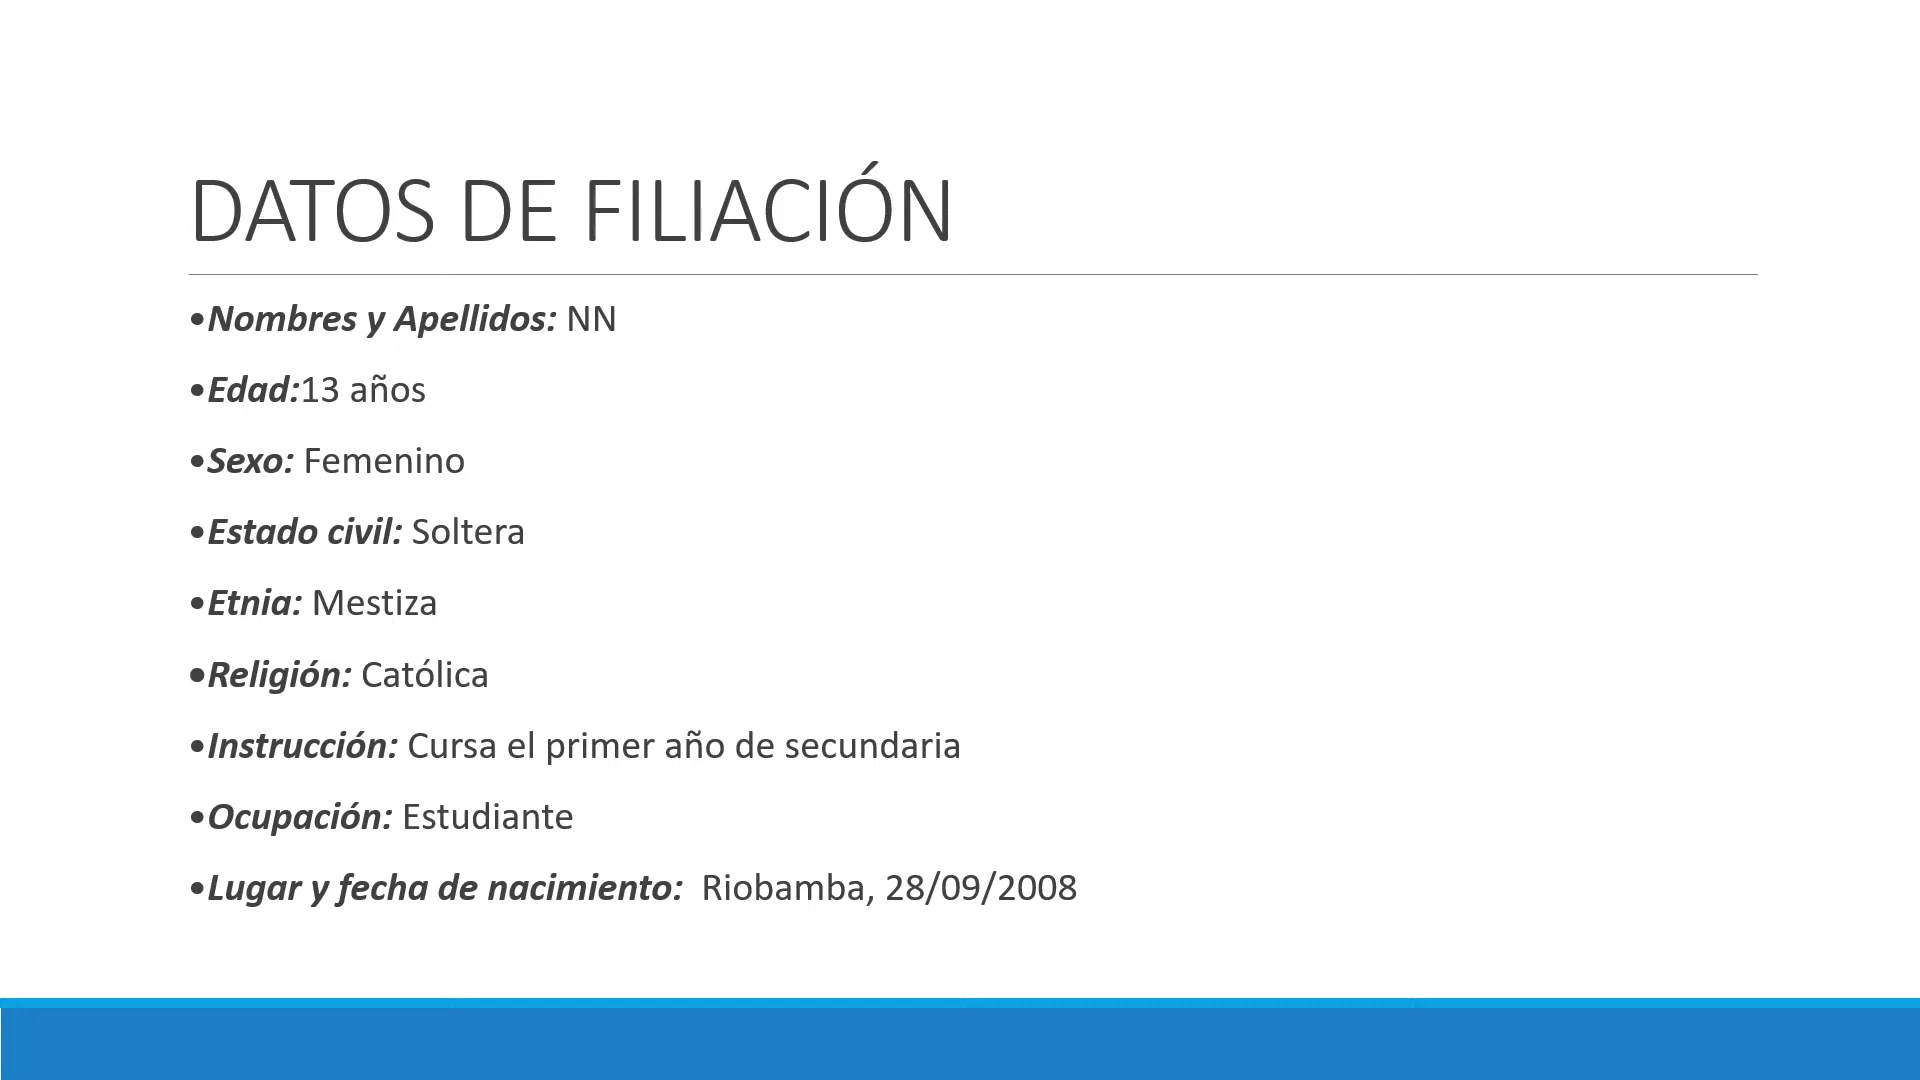 DATOS DE FILIACIÓN
•Nombres y Apellidos: NN
•Edad:13 años
•Sexo: Femenino
•Estado civil: Soltera
•Etnia: Mestiza
•Religión: Católica
•Instrucción: Cursa el primer año de secundaria
•Ocupación: Estudiante
•Lugar y fecha de nacimiento:  Riobamba, 28/09/2008